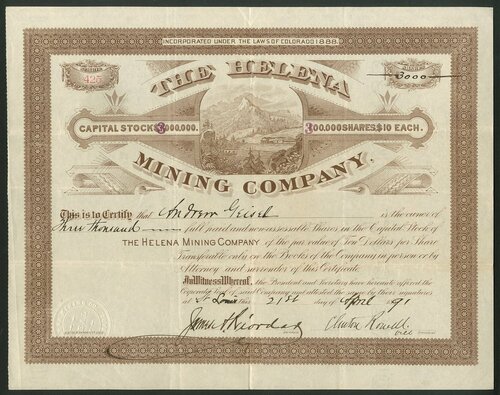 INCORPORATED UNDER THE LAWS OF COLORADO 1888.
425
3000
THE HELENA
CAPITAL STOCK $3,000,000. 300,000 SHARES, $10 EACH.
MINING COMPANY.
This is to Certify that Andrew Geisel is the owner of
Three thousand full paid and non-assessable Shares in the Capital Stock of
THE HELENA MINING COMPANY of the par value of Ten Dollars per Share
Transferable only on the Books of the Company in person or by
Attorney and surrender of this Certificate.
In Witness Whereof, the President and Secretary have hereunto affixed the
Corporate seal of said Company and attested the same by their signatures
at St Louis this 21st day of April 1891